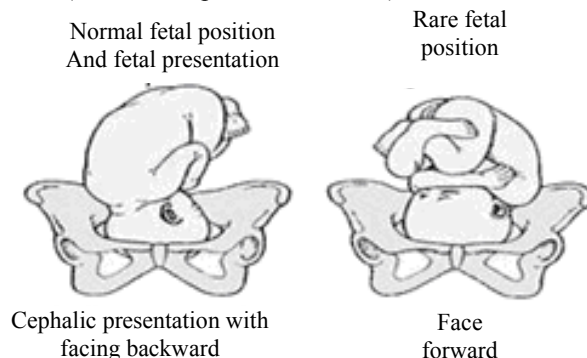 Normal fetal position
And fetal presentation
Rare fetal
position
Cephalic presentation with
facing backward
Face
forward